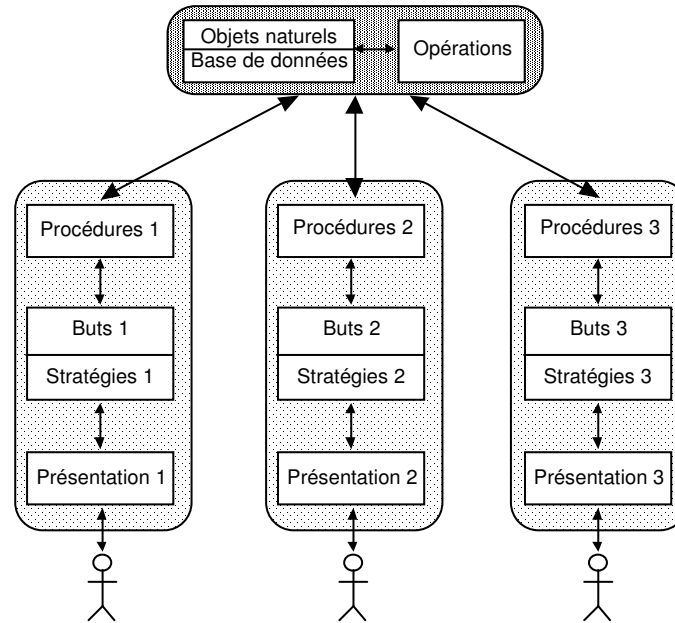 Objets naturels
Base de données
Opérations
Procédures 1
Procédures 2
Procédures 3
Buts 1
Buts 2
Buts 3
Stratégies 1
Stratégies 2
Stratégies 3
Présentation 1
Présentation 2
Présentation 3